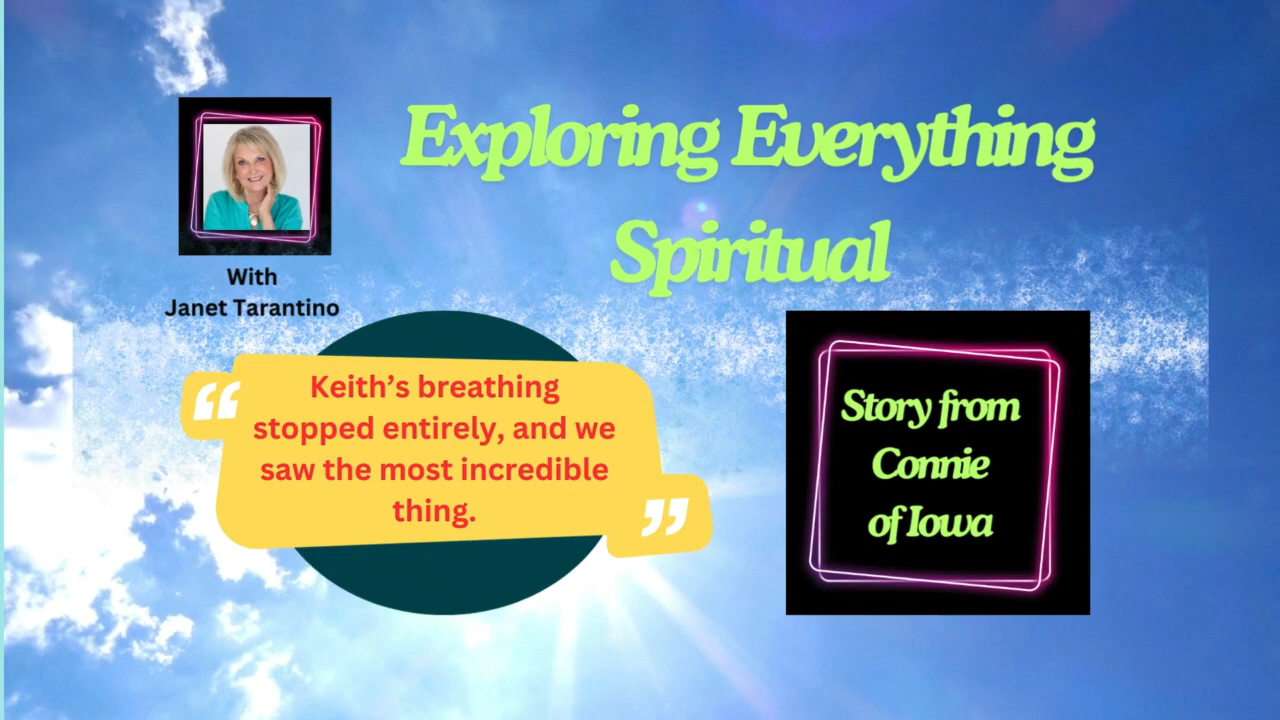 Exploring Everything
Spiritual
With
Janet Tarantino
“ Keith’s breathing
stopped entirely, and we
saw the most incredible
thing. ”
Story from
Connie
of Iowa